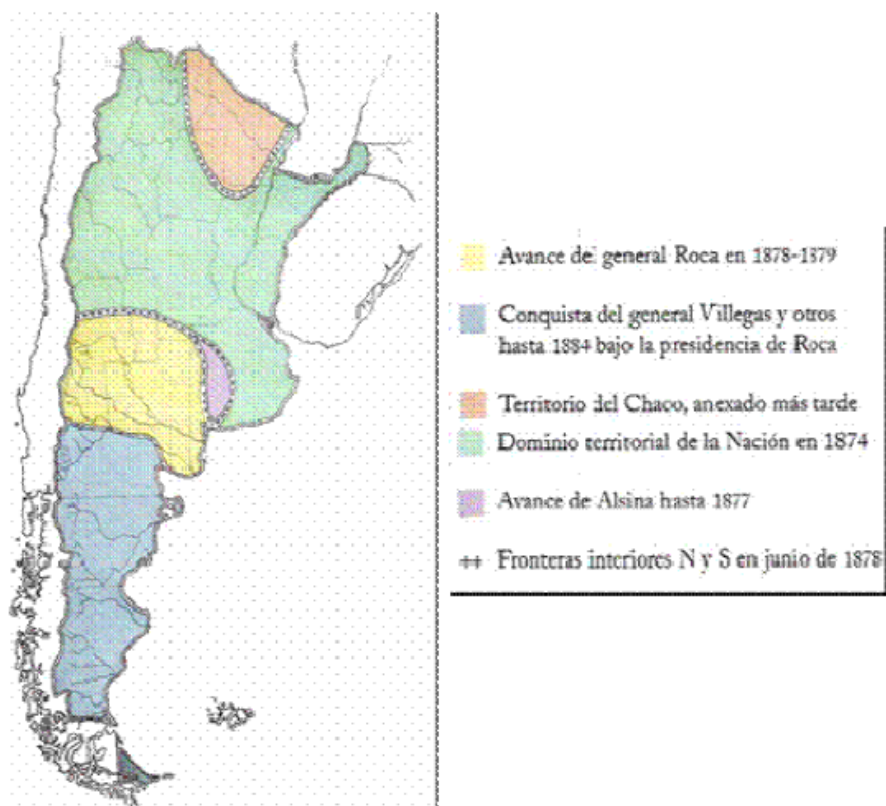 Avance del general Roca en 1878-1879
Conquista del general Villegas y otros
hasta 1884 bajo la presidencia de Roca
Territorio del Chaco, anexado más tarde
Dominio territorial de la Nación en 1874
Avance de Alsina hasta 1877
Fronteras interiores N y S en junio de 1878